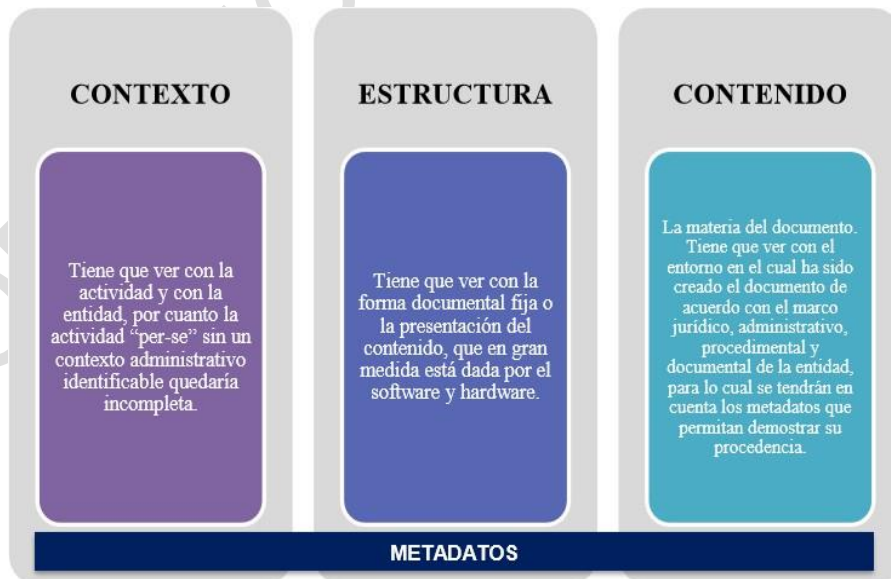 CONTEXTO
Tiene que ver con la
actividad y con la
entidad, por cuanto la
actividad “per-se” sin un
contexto administrativo
identificable quedaría
incompleta.
ESTRUCTURA
Tiene que ver con la
forma documental fija o
la presentación del
contenido, que en gran
medida está dada por el
software y hardware.
CONTENIDO
La materia del documento.
Tiene que ver con el
entorno en el cual ha sido
creado el documento de
acuerdo con el marco
jurídico, administrativo,
procedimental y
documental de la entidad,
para lo cual se tendrán en
cuenta los metadatos que
permitan demostrar su
procedencia.
METADATOS